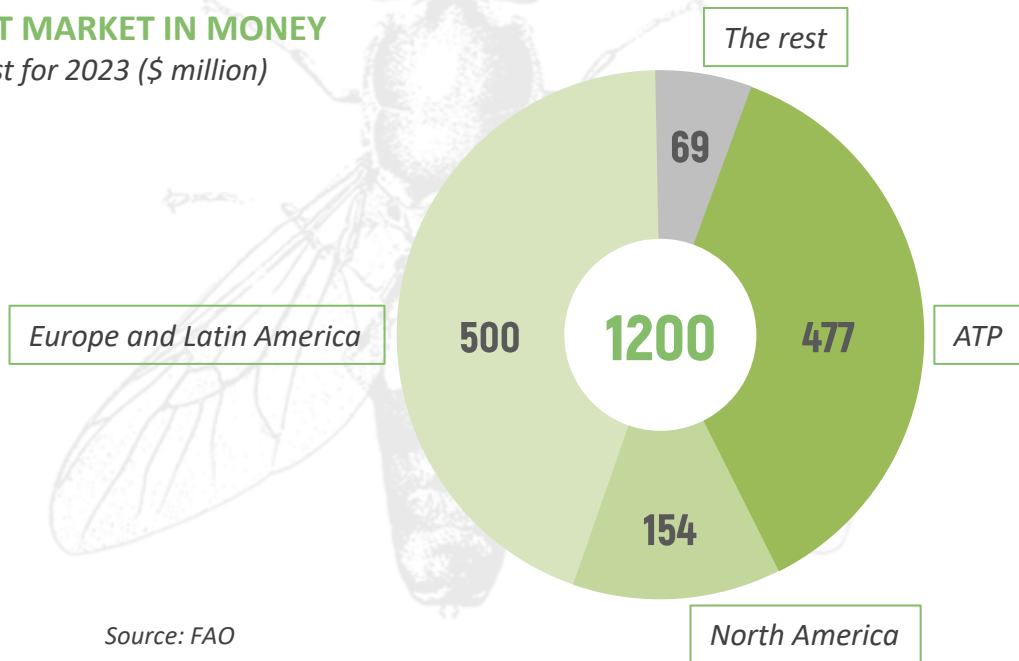 T MARKET IN MONEY
st for 2023 ($ million)
The rest
69
Europe and Latin America
500
1200
477
ATP
154
North America
Source: FAO